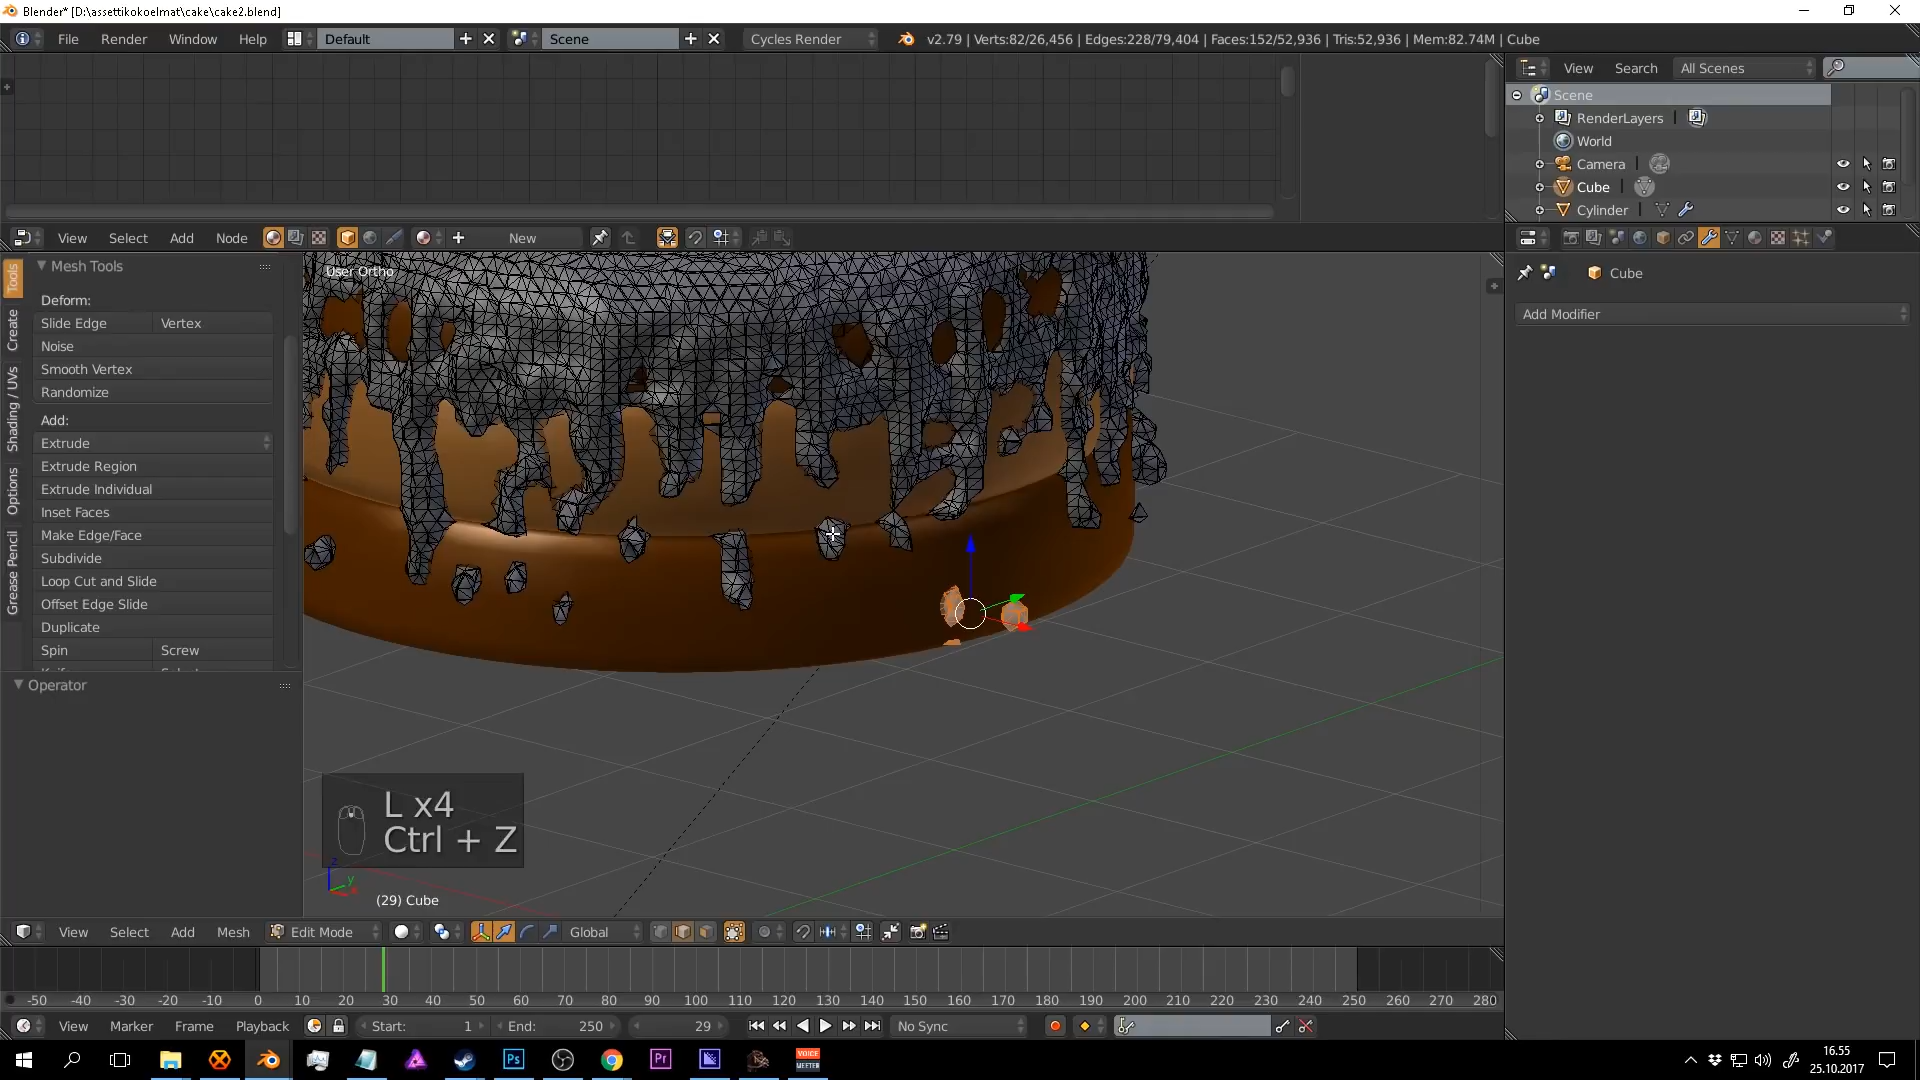 Blender* [D:\assettikokoelmat\cake\cake2.blend]
File Render Window Help Default Scene Cycles Render v2.79 | Verts:82/26,456 | Edges:228/79,404 | Faces:152/52,936 | Tris:52,936 | Mem:82.74M | Cube
View Search All Scenes
Scene
RenderLayers
World
Camera
Cube
Cylinder
View Select Add Node New
Cube
Add Modifier
Tools
Create
Shading / UVs
Options
Grease Pencil
Mesh Tools
Deform:
Slide Edge Vertex
Noise
Smooth Vertex
Randomize
Add:
Extrude
Extrude Region
Extrude Individual
Inset Faces
Make Edge/Face
Subdivide
Loop Cut and Slide
Offset Edge Slide
Duplicate
Spin Screw
Operator
User Ortho
L x4
Ctrl + Z
z
y
x
(29) Cube
View Select Add Mesh Edit Mode Global
-50 -40 -30 -20 -10 0 10 20 30 40 50 60 70 80 90 100 110 120 130 140 150 160 170 180 190 200 210 220 230 240 250 260 270 280
View Marker Frame Playback Start: 1 End: 250 29 No Sync
Ps
Pr
VOICE
MEETER
16.55
25.10.2017